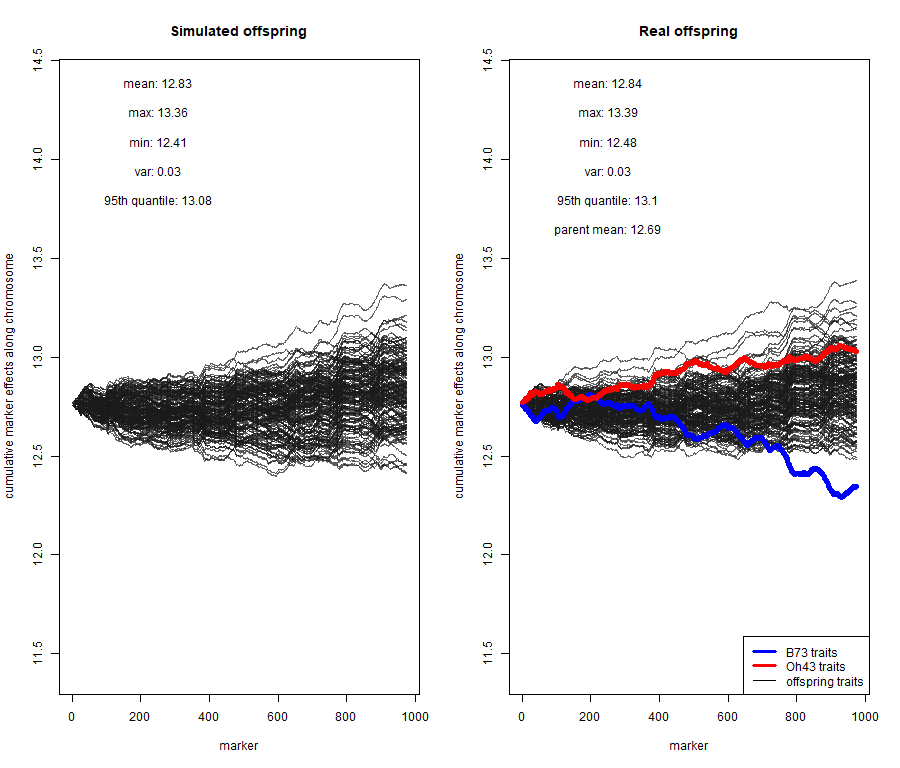 Simulated offspring
mean: 12.83
max: 13.36
min: 12.41
var: 0.03
95th quantile: 13.08
cumulative marker effects along chromosome
14.5
14.0
13.5
13.0
12.5
12.0
11.5
0 200 400 600 800 1000
marker
Real offspring
mean: 12.84
max: 13.39
min: 12.48
var: 0.03
95th quantile: 13.1
parent mean: 12.69
cumulative marker effects along chromosome
14.5
14.0
13.5
13.0
12.5
12.0
11.5
B73 traits
Oh43 traits
offspring traits
0 200 400 600 800 1000
marker